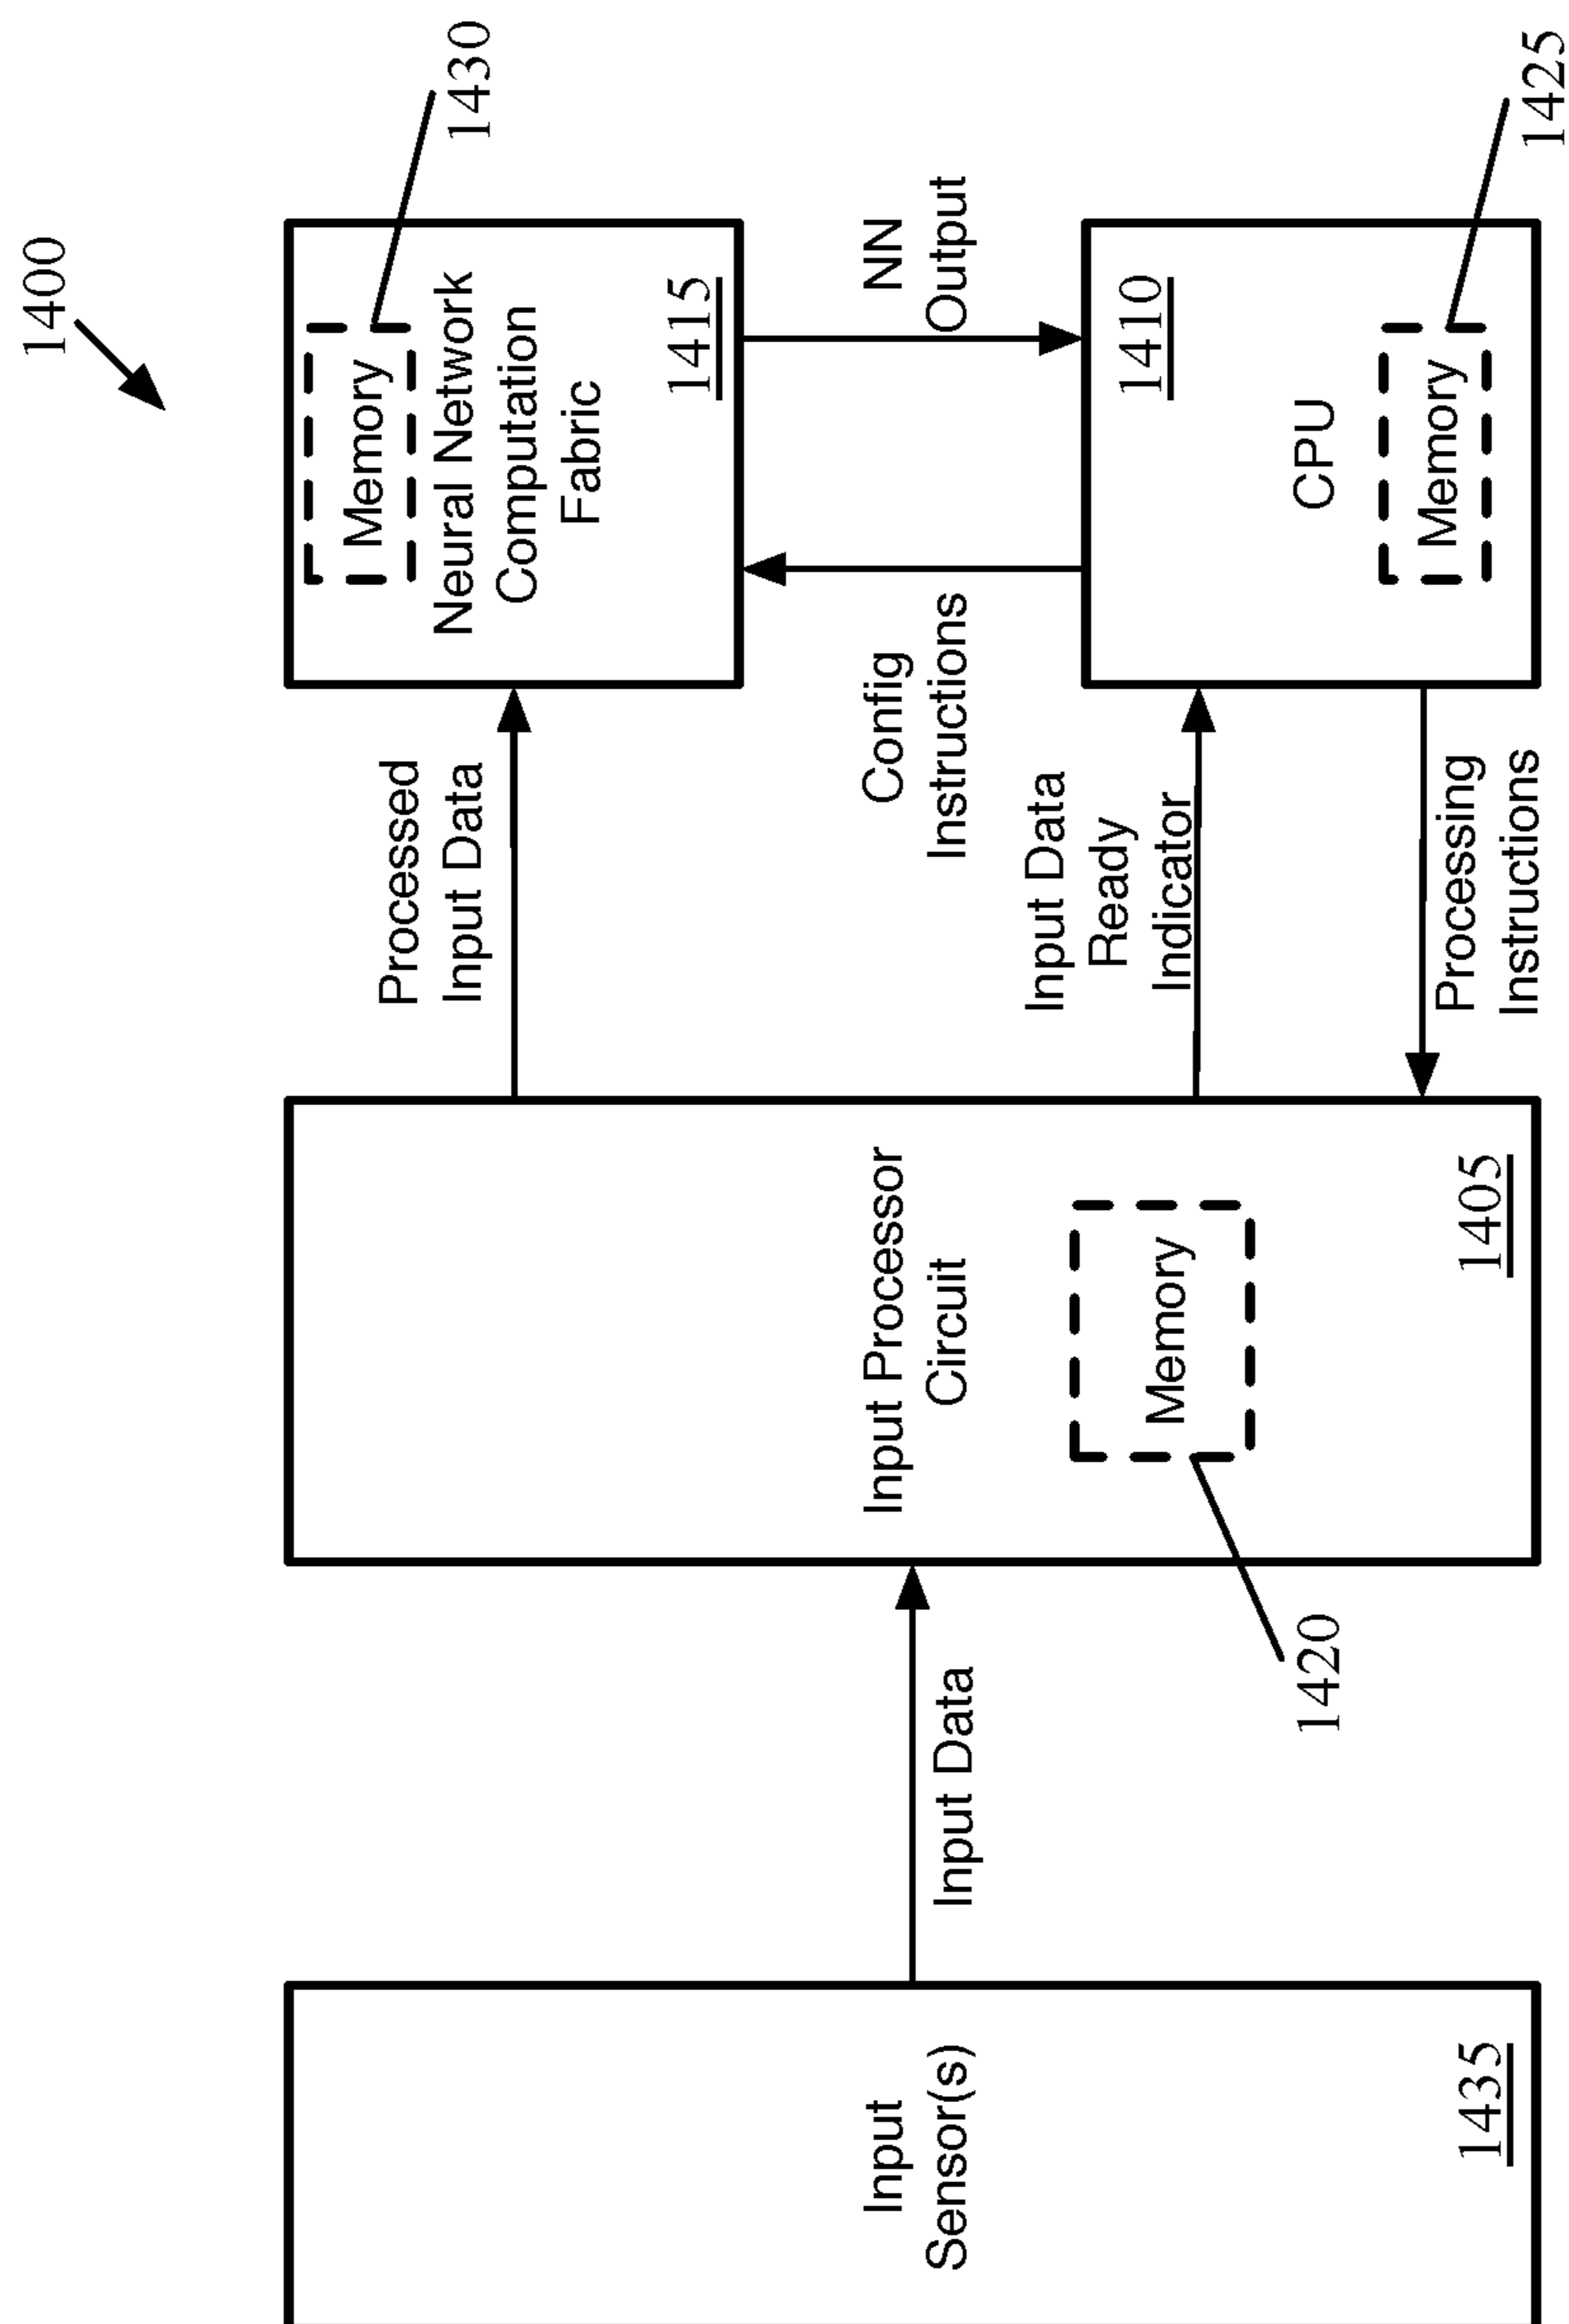 1400
Input
Sensor(s)
1435
Input Data
Input Processor
Circuit
Memory
1405
1420
Processed
Input Data
Input Data
Ready
Indicator
Processing
Instructions
Memory
Neural Network
Computation
Fabric
1415
1430
Config
Instructions
NN
Output
1410
CPU
Memory
1425